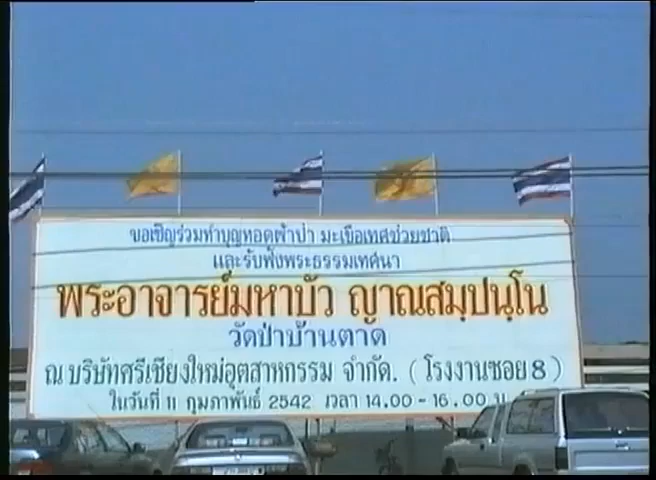 ขอเชิญร่วมทำบุญทอดผ้าป่า มะเขือเทศช่วยชาติ
และรับฟังพระธรรมเทศนา
พระอาจารย์มหาบัว ญาณสมฺปนฺโน
วัดป่าบ้านตาด
ณ บริษัทศรีเชียงใหม่อุตสาหกรรม จำกัด. (โรงงานซอย 8)
ในวันที่ 11 กุมภาพันธ์ 2542 เวลา 14.00 - 16.00 น.